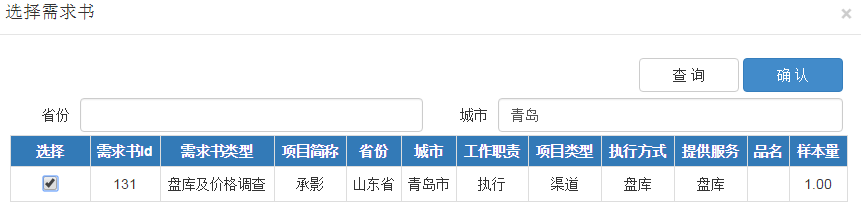 选择需求书 ×
查 询 确 认
省份 城市 青岛
选择 需求书Id 需求书类型 项目简称 省份 城市 工作职责 项目类型 执行方式 提供服务 品名 样本量
131 盘库及价格调查 承影 山东省 青岛市 执行 渠道 盘库 盘库 1.00